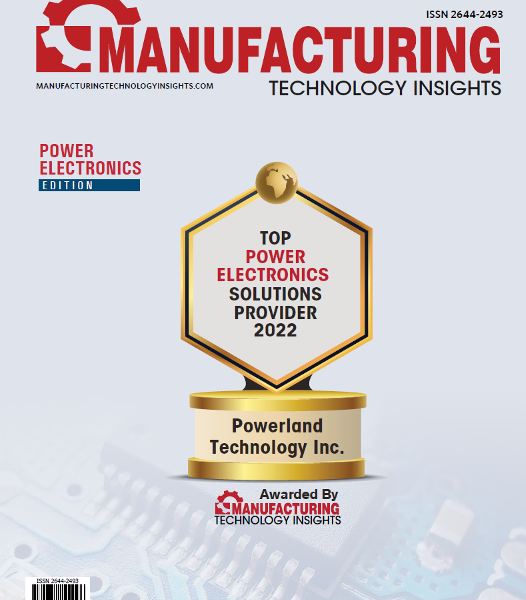 ISSN 2644-2493
MANUFACTURING
MANUFACTURINGTECHNOLOGYINSIGHTS.COM
TECHNOLOGY INSIGHTS
POWER
ELECTRONICS
EDITION
TOP
POWER
ELECTRONICS
SOLUTIONS
PROVIDER
2022
Powerland
Technology Inc.
Awarded By
MANUFACTURING
TECHNOLOGY INSIGHTS
ISSN 2644-2493